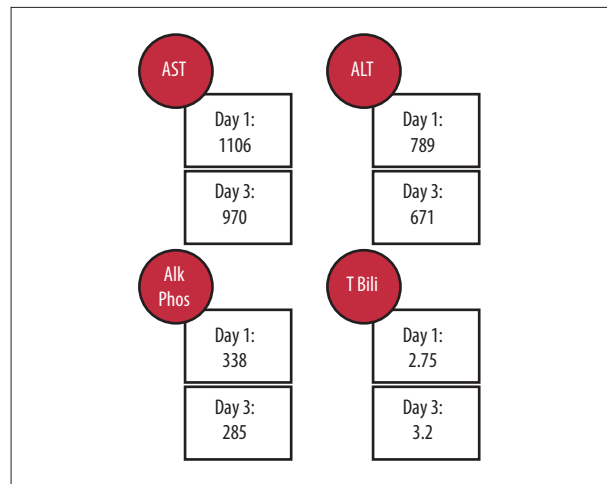 AST
Day 1:
1106
Day 3:
970
ALT
Day 1:
789
Day 3:
671
Alk
Phos
Day 1:
338
Day 3:
285
T Bili
Day 1:
2.75
Day 3:
3.2